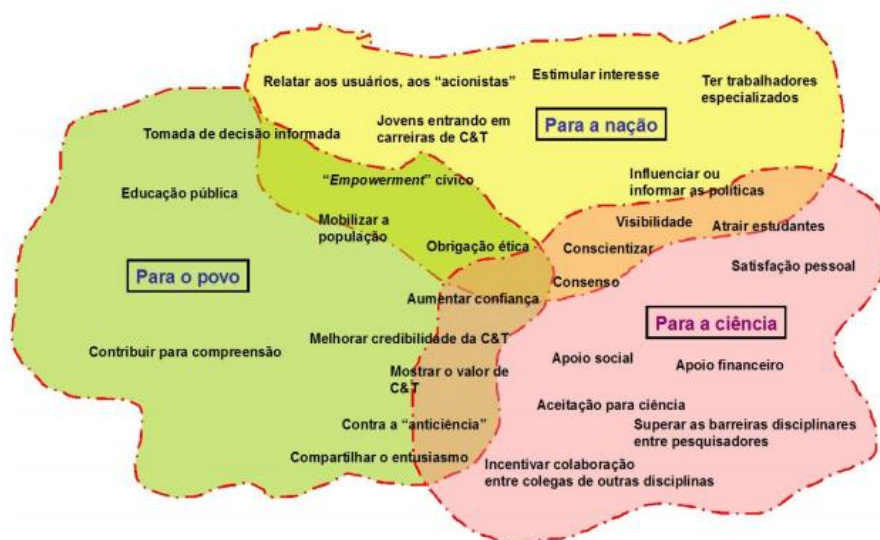 Relatar aos usuários, aos “acionistas”
Estimular interesse
Ter trabalhadores
especializados
Jovens entrando em
carreiras de C&T
Para a nação
Tomada de decisão informada
“Empowerment” cívico
Influenciar ou
informar as políticas
Educação pública
Mobilizar a
população
Visibilidade
Atrair estudantes
Obrigação ética
Conscientizar
Satisfação pessoal
Para o povo
Consenso
Aumentar confiança
Para a ciência
Melhorar credibilidade da C&T
Contribuir para compreensão
Apoio social
Apoio financeiro
Mostrar o valor de
C&T
Aceitação para ciência
Contra a “anticiência”
Superar as barreiras disciplinares
entre pesquisadores
Compartilhar o entusiasmo
Incentivar colaboração
entre colegas de outras disciplinas